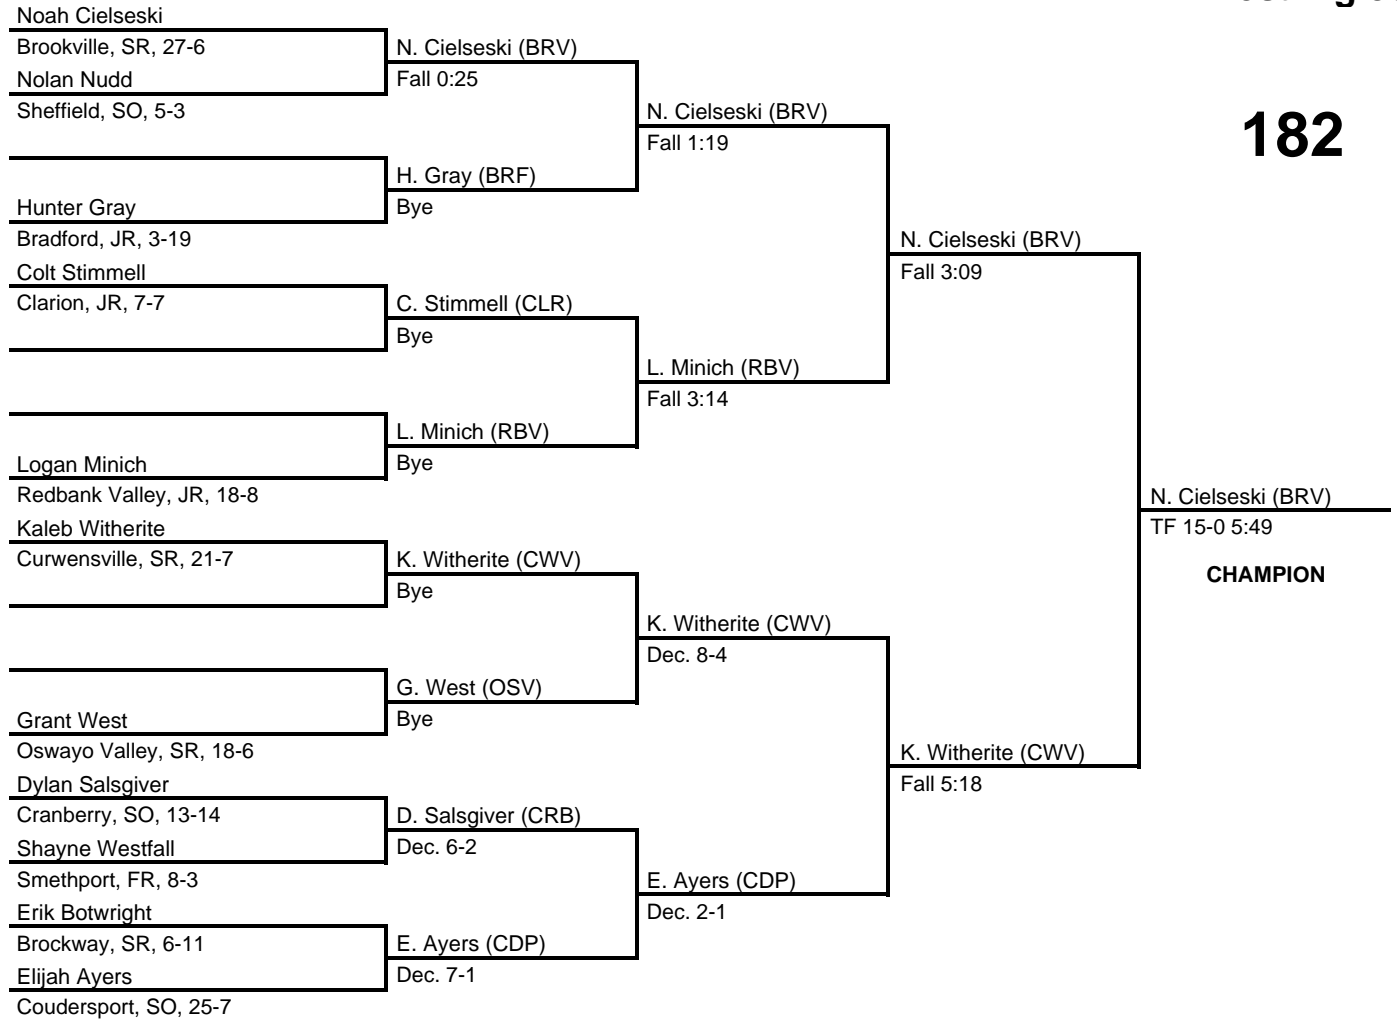 Noah Cielseski
Brookville, SR, 27-6
N. Cielseski (BRV)
Nolan Nudd
Fall 0:25
Sheffield, SO, 5-3
N. Cielseski (BRV)
182
Fall 1:19
H. Gray (BRF)
Hunter Gray
Bye
Bradford, JR, 3-19
N. Cielseski (BRV)
Colt Stimmell
Fall 3:09
Clarion, JR, 7-7
C. Stimmell (CLR)
Bye
L. Minich (RBV)
Fall 3:14
L. Minich (RBV)
Logan Minich
Bye
Redbank Valley, JR, 18-8
N. Cielseski (BRV)
Kaleb Witherite
TF 15-0 5:49
Curwensville, SR, 21-7
K. Witherite (CWV)
CHAMPION
Bye
K. Witherite (CWV)
Dec. 8-4
G. West (OSV)
Grant West
Bye
Oswayo Valley, SR, 18-6
K. Witherite (CWV)
Dylan Salsgiver
Fall 5:18
Cranberry, SO, 13-14
D. Salsgiver (CRB)
Shayne Westfall
Dec. 6-2
Smethport, FR, 8-3
E. Ayers (CDP)
Erik Botwright
Dec. 2-1
Brockway, SR, 6-11
E. Ayers (CDP)
Elijah Ayers
Dec. 7-1
Coudersport, SO, 25-7